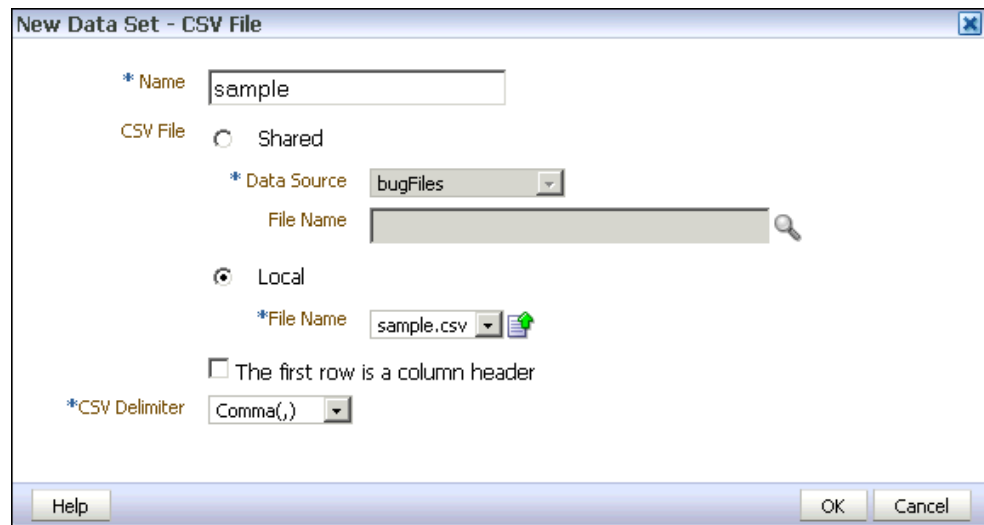 New Data Set - CSV File
* Name
sample
CSV File
Shared
* Data Source
bugFiles
File Name
Local
*File Name
sample.csv
The first row is a column header
*CSV Delimiter
Comma(,)
Help
OK
Cancel